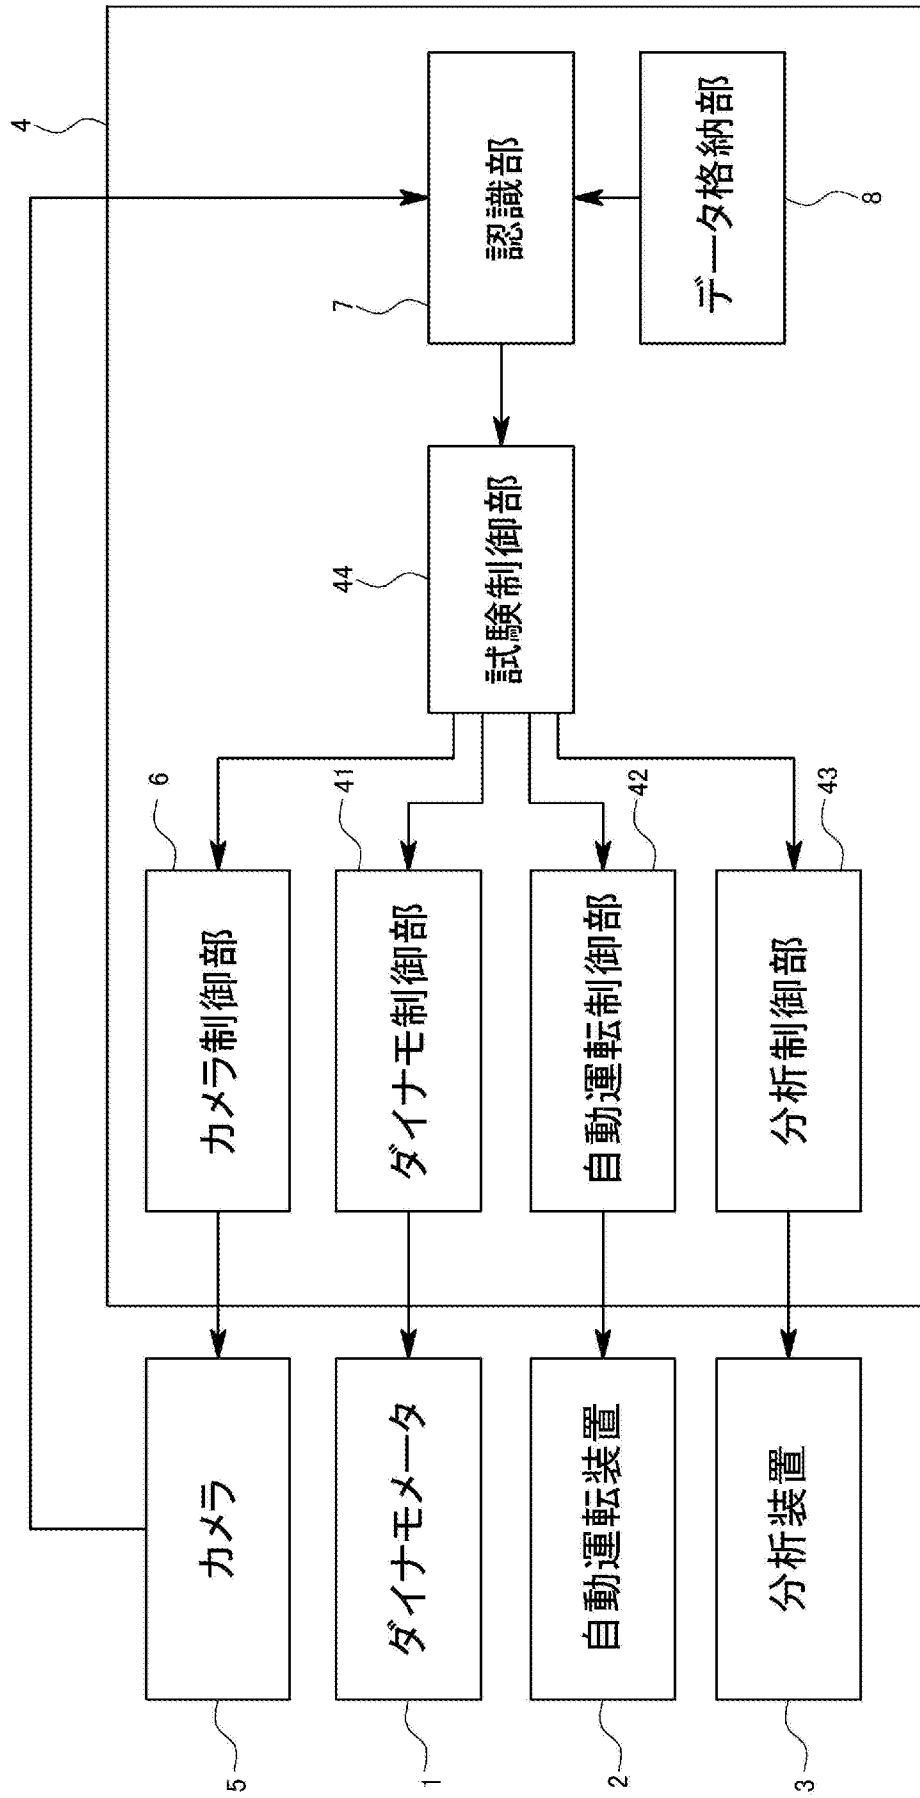 4
6
カメラ
カメラ制御部
5
41
44
7
ダイナモメータ
ダイナモ制御部
1
試験制御部
認識部
自動運転装置
自動運転制御部
2
42
データ格納部
分析装置
分析制御部
3
43
8